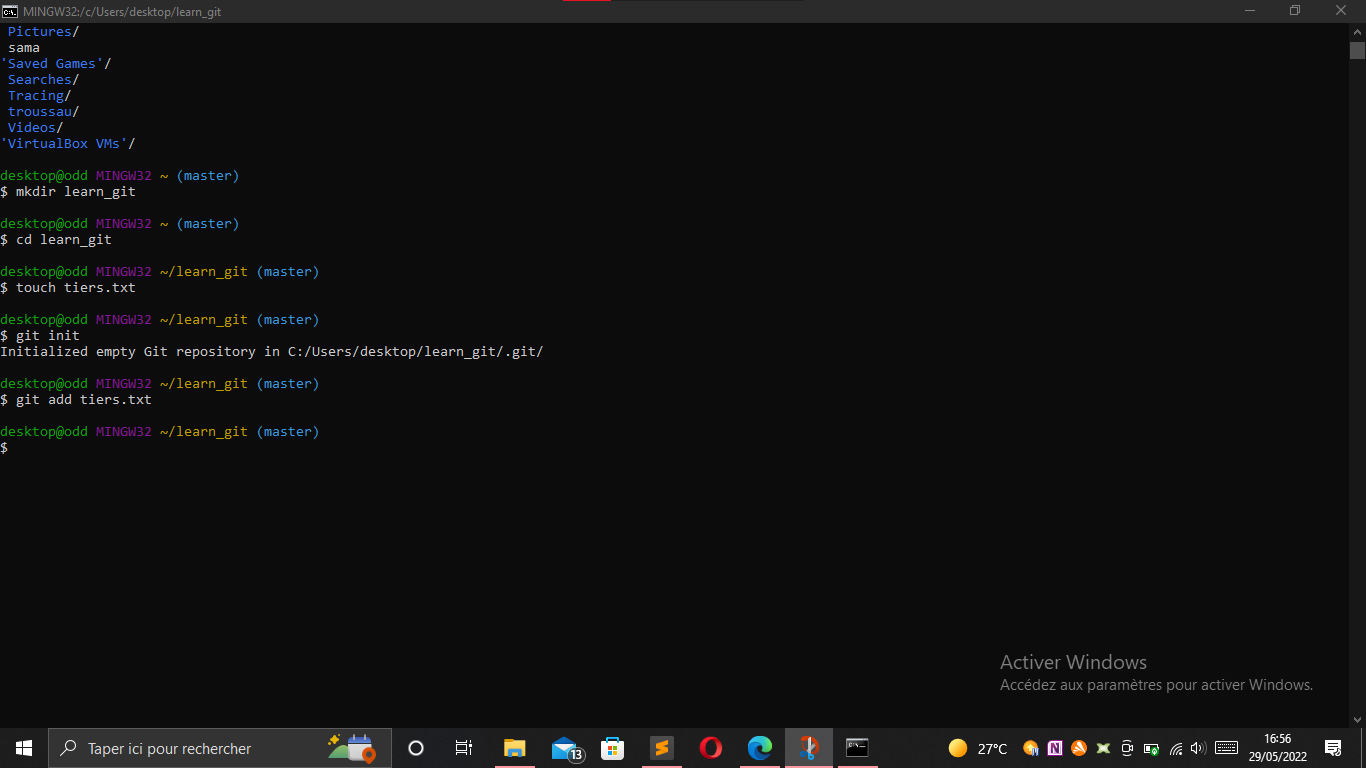 MINGW32:/c/Users/desktop/learn_git
Pictures/
sama
'Saved Games'/
Searches/
Tracing/
troussau/
Videos/
'VirtualBox VMs'/
desktop@odd MINGW32 ~ (master)
$ mkdir learn_git
desktop@odd MINGW32 ~ (master)
$ cd learn_git
desktop@odd MINGW32 ~/learn_git (master)
$ touch tiers.txt
desktop@odd MINGW32 ~/learn_git (master)
$ git init
Initialized empty Git repository in C:/Users/desktop/learn_git/.git/
desktop@odd MINGW32 ~/learn_git (master)
$ git add tiers.txt
desktop@odd MINGW32 ~/learn_git (master)
$
Activer Windows
Accédez aux paramètres pour activer Windows.
Taper ici pour rechercher
13
27°C
16:56
29/05/2022